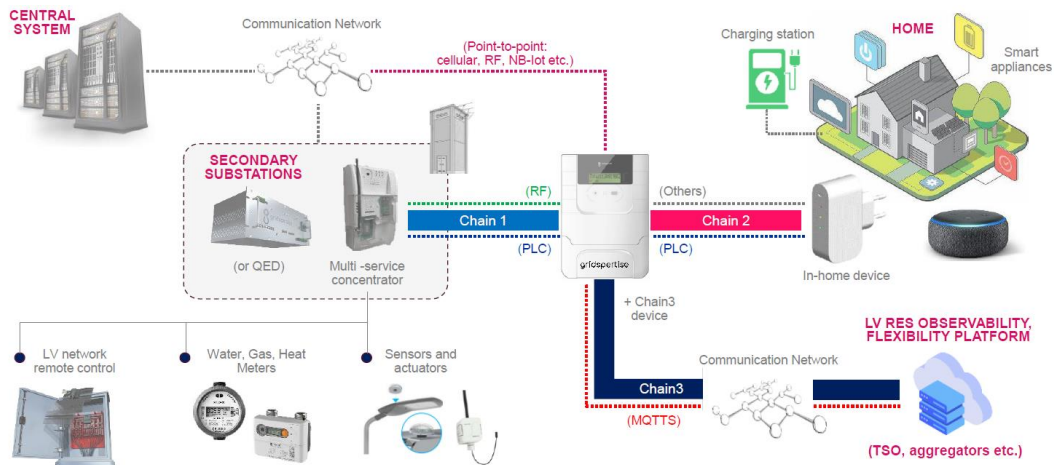 CENTRAL
SYSTEM
Communication Network
(Point-to-point:
cellular, RF, NB-Iot etc.)
Charging station
HOME
Smart
appliances
SECONDARY
SUBSTATIONS
(or QED)
Multi -service
concentrator
(RF)
Chain 1
(PLC)
gridspertise
(Others)
Chain 2
(PLC)
In-home device
+ Chain3
device
LV network
remote control
Water, Gas, Heat
Meters
Sensors and
actuators
Chain3
(MQTTS)
Communication Network
LV RES OBSERVABILITY,
FLEXIBILITY PLATFORM
(TSO, aggregators etc.)